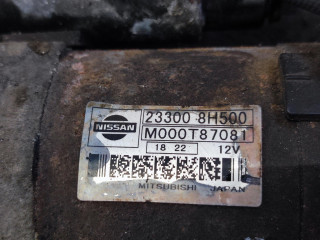 23300 8H500
NISSAN
M000T87081
18 22 12V
MITSUBISHI JAPAN